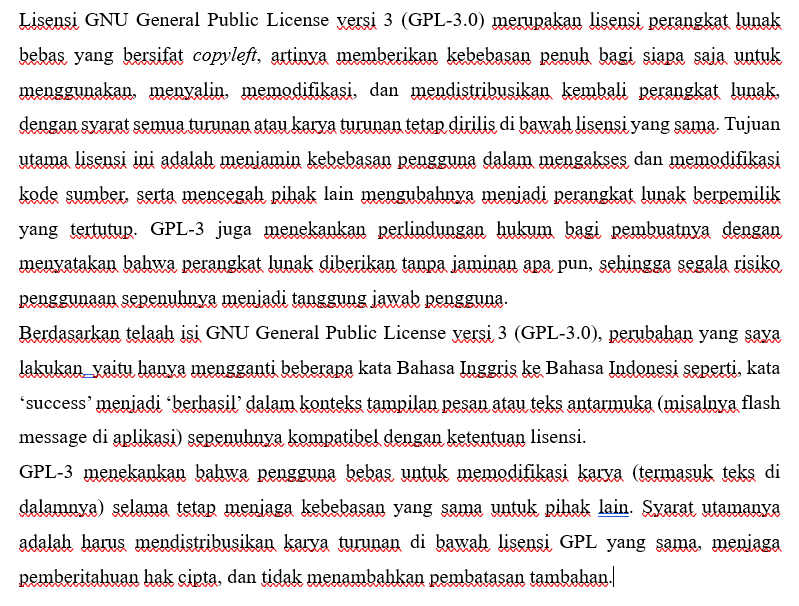 Lisensi GNU General Public License versi 3 (GPL-3.0) merupakan lisensi perangkat lunak
bebas yang bersifat copyleft, artinya memberikan kebebasan penuh bagi siapa saja untuk
menggunakan, menyalin, memodifikasi, dan mendistribusikan kembali perangkat lunak,
dengan syarat semua turunan atau karya turunan tetap dirilis di bawah lisensi yang sama. Tujuan
utama lisensi ini adalah menjamin kebebasan pengguna dalam mengakses dan memodifikasi
kode sumber, serta mencegah pihak lain mengubahnya menjadi perangkat lunak berpemilik
yang tertutup. GPL-3 juga menekankan perlindungan hukum bagi pembuatnya dengan
menyatakan bahwa perangkat lunak diberikan tanpa jaminan apa pun, sehingga segala risiko
penggunaan sepenuhnya menjadi tanggung jawab pengguna.
Berdasarkan telaah isi GNU General Public License versi 3 (GPL-3.0), perubahan yang saya
lakukan  yaitu hanya mengganti beberapa kata Bahasa Inggris ke Bahasa Indonesi seperti, kata
‘success’ menjadi ‘berhasil’ dalam konteks tampilan pesan atau teks antarmuka (misalnya flash
message di aplikasi) sepenuhnya kompatibel dengan ketentuan lisensi.
GPL-3 menekankan bahwa pengguna bebas untuk memodifikasi karya (termasuk teks di
dalamnya) selama tetap menjaga kebebasan yang sama untuk pihak lain. Syarat utamanya
adalah harus mendistribusikan karya turunan di bawah lisensi GPL yang sama, menjaga
pemberitahuan hak cipta, dan tidak menambahkan pembatasan tambahan.